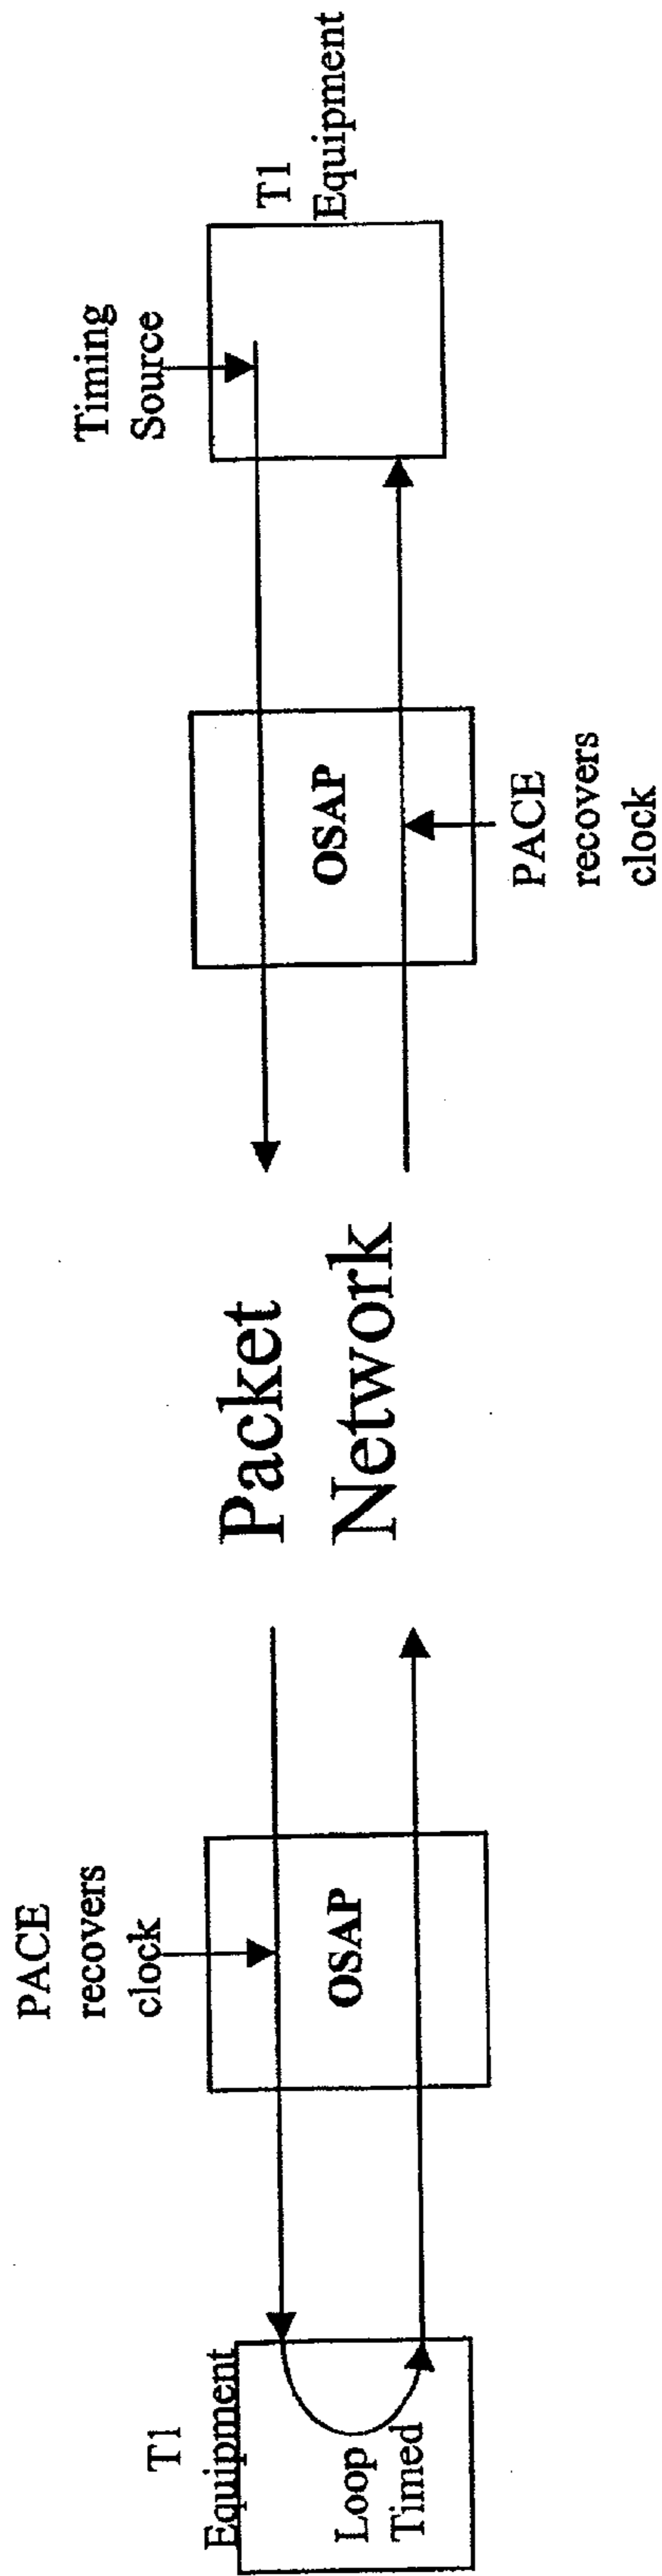 T1
Equipment
Loop
Timed
PACE
recovers
clock
OSAP
Packet
Network
OSAP
PACE
recovers
clock
Timing
Source
T1
Equipment